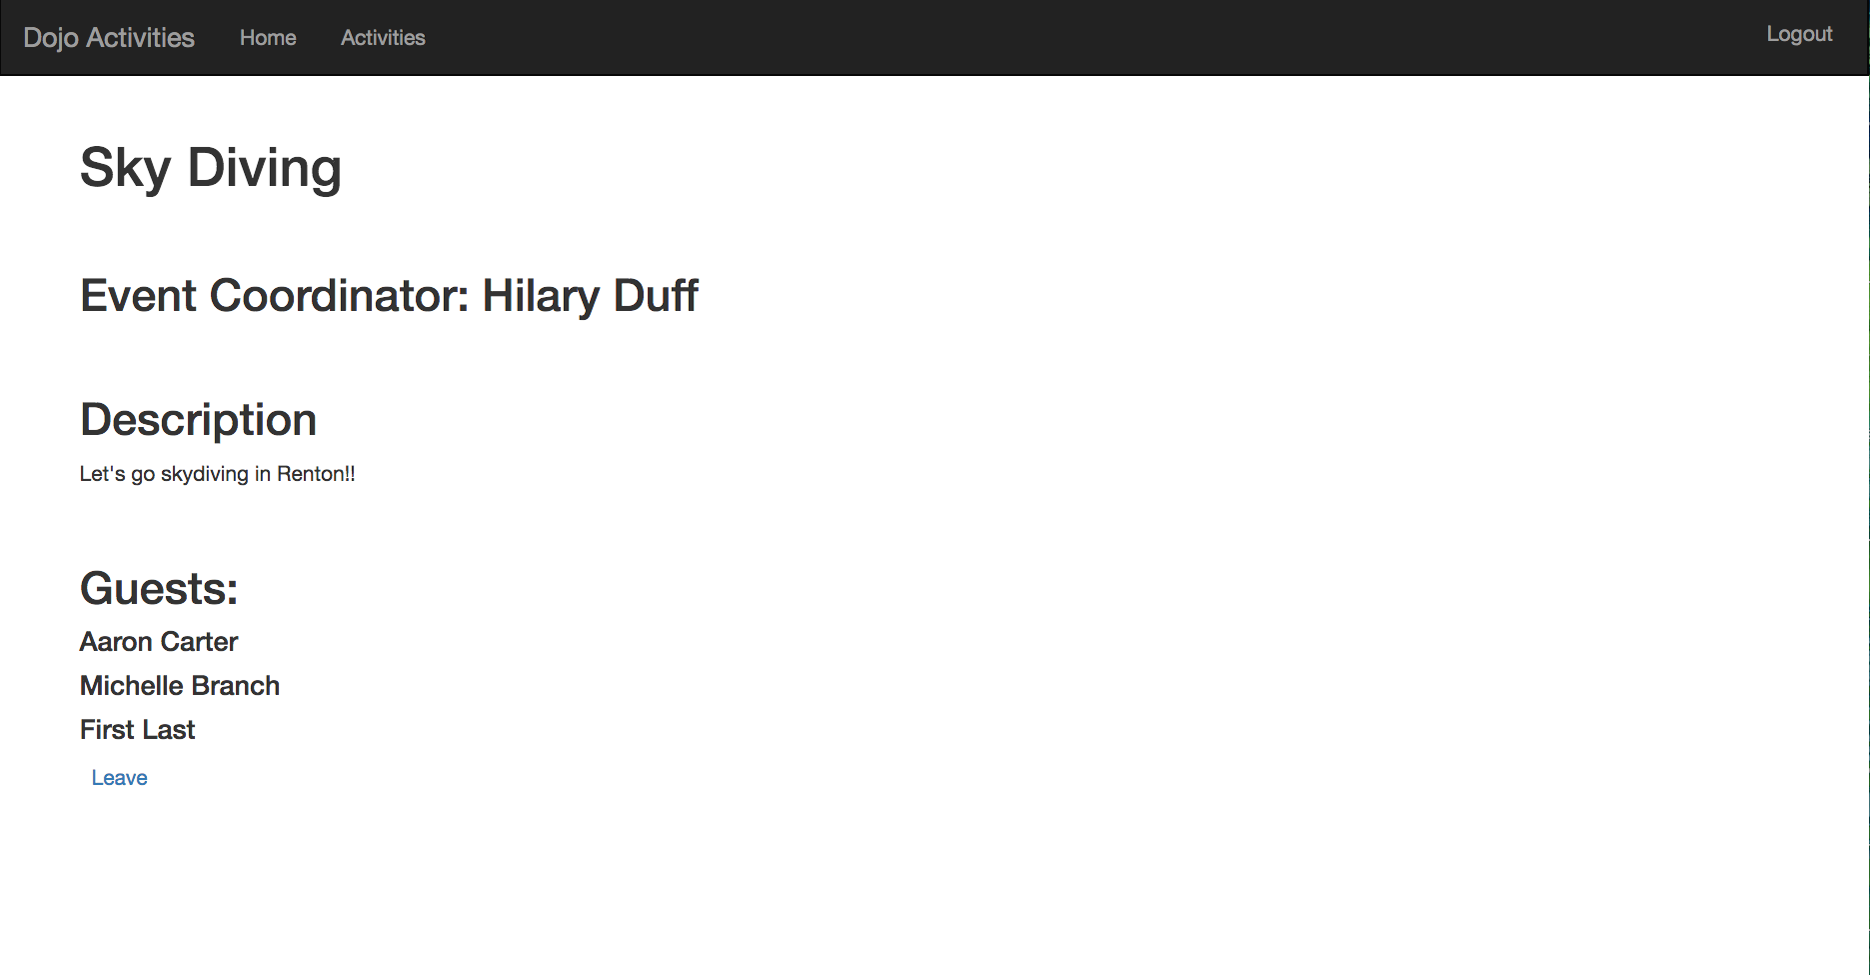 Dojo Activities Home Activities Logout
Sky Diving
Event Coordinator: Hilary Duff
Description
Let's go skydiving in Renton!!
Guests:
Aaron Carter
Michelle Branch
First Last
Leave